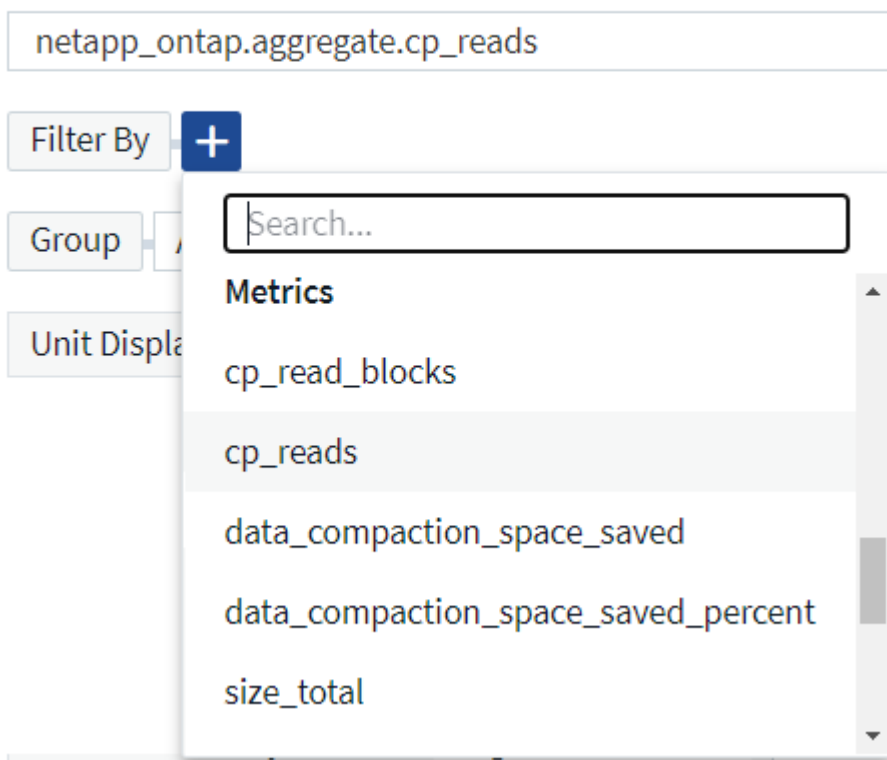 netapp_ontap.aggregate.cp_reads
Filter By +
Search...
Group
Metrics
Unit Displa
cp_read_blocks
cp_reads
data_compaction_space_saved
data_compaction_space_saved_percent
size_total